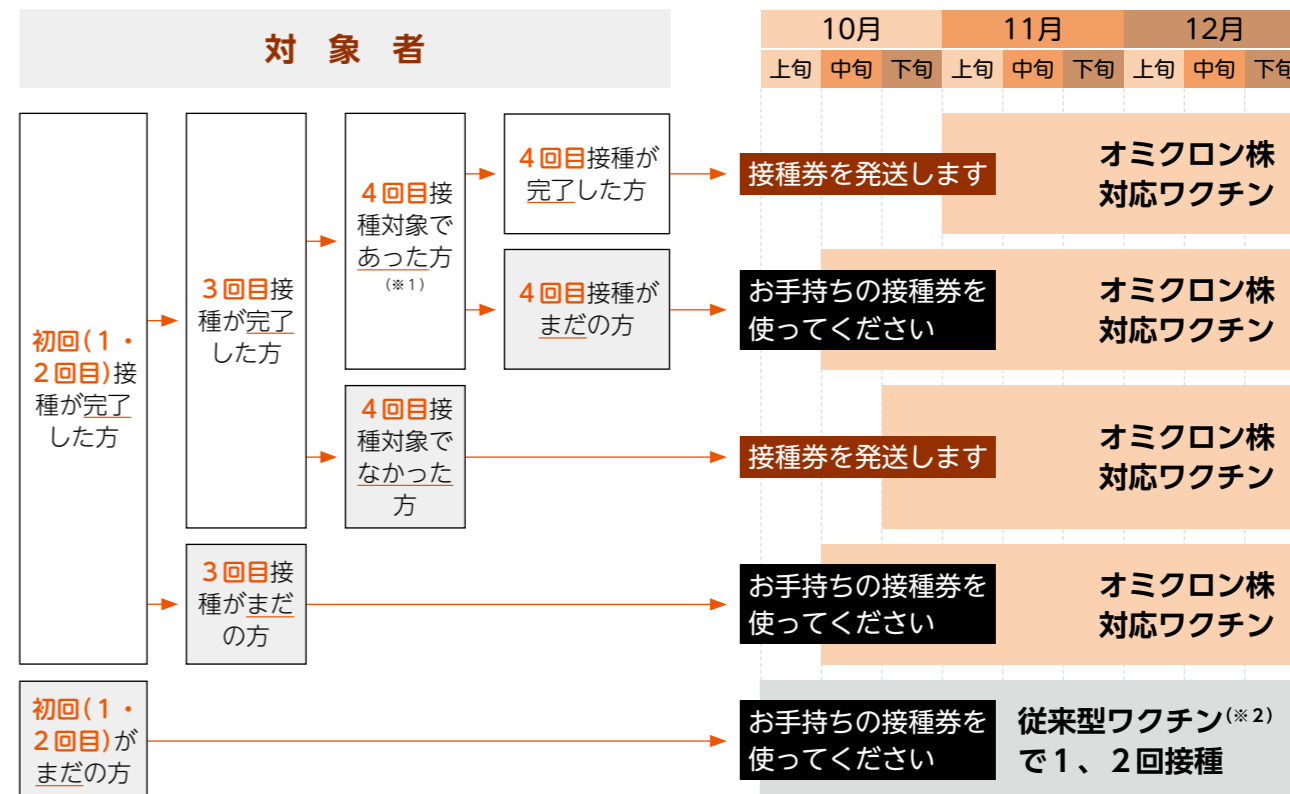 対 象 者
10月 11月 12月
上旬 中旬 下旬 上旬 中旬 下旬 上旬 中旬 下旬
初回(1・
2回目)接
種が完了
した方
3回目接
種が完了
した方
4回目接
種対象で
あった方
(※1)
4回目接種が
完了した方
接種券を発送します
オミクロン株
対応ワクチン
4回目接種が
まだの方
お手持ちの接種券を
使ってください
オミクロン株
対応ワクチン
4回目接
種対象で
なかった
方
接種券を発送します
オミクロン株
対応ワクチン
3回目接
種がまだ
の方
お手持ちの接種券を
使ってください
オミクロン株
対応ワクチン
初回(1・
2回目)が
まだの方
お手持ちの接種券を
使ってください
従来型ワクチン(※2)
で1、2回接種